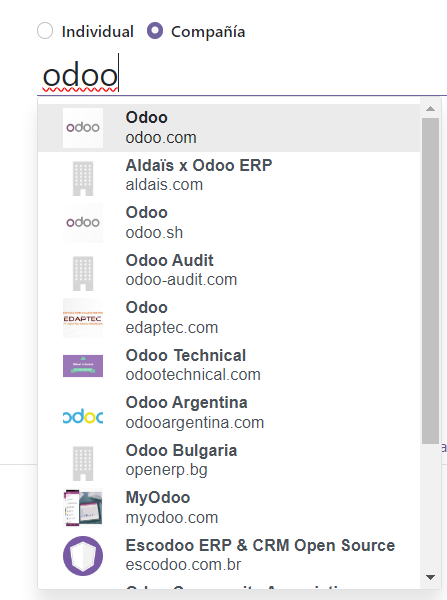 Individual Compañía
odoo
odoo Odoo
odoo.com
Aldaïs x Odoo ERP
aldais.com
odoo Odoo
odoo.sh
Odoo Audit
odoo-audit.com
EDAPTEC Odoo
edaptec.com
Odoo Technical
odootechnical.com
odoo Odoo Argentina
odooargentina.com
Odoo Bulgaria
openerp.bg
MyOdoo
myodoo.com
Escodoo ERP & CRM Open Source
escodoo.com.br